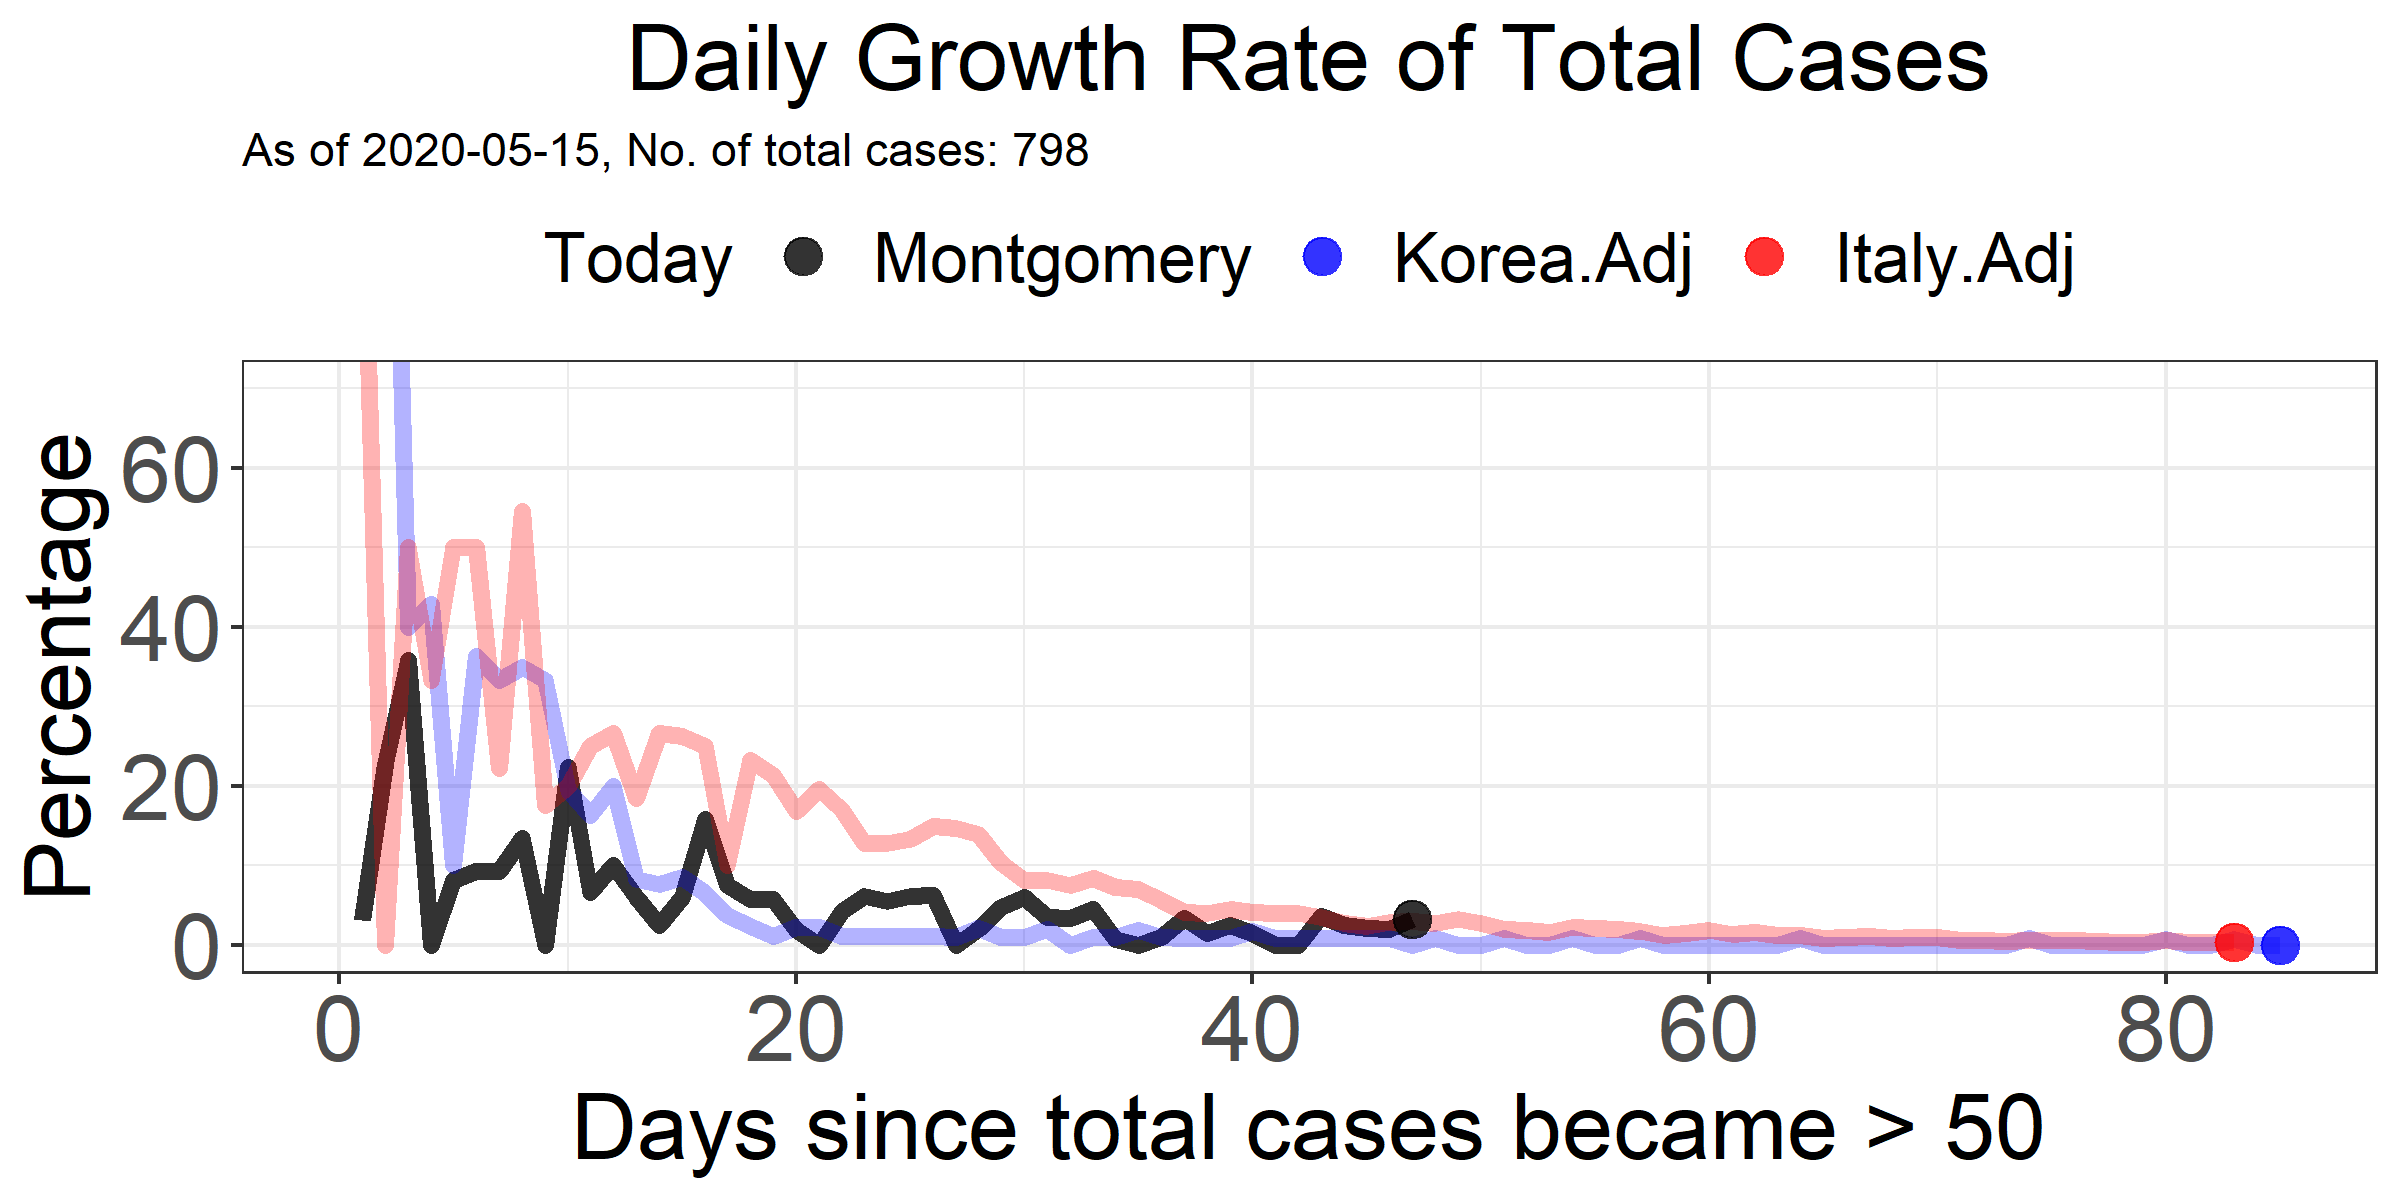 Daily Growth Rate of Total Cases
As of 2020-05-15, No. of total cases: 798
Today Montgomery Korea.Adj Italy.Adj
Percentage
60
40
20
0
0 20 40 60 80
Days since total cases became > 50